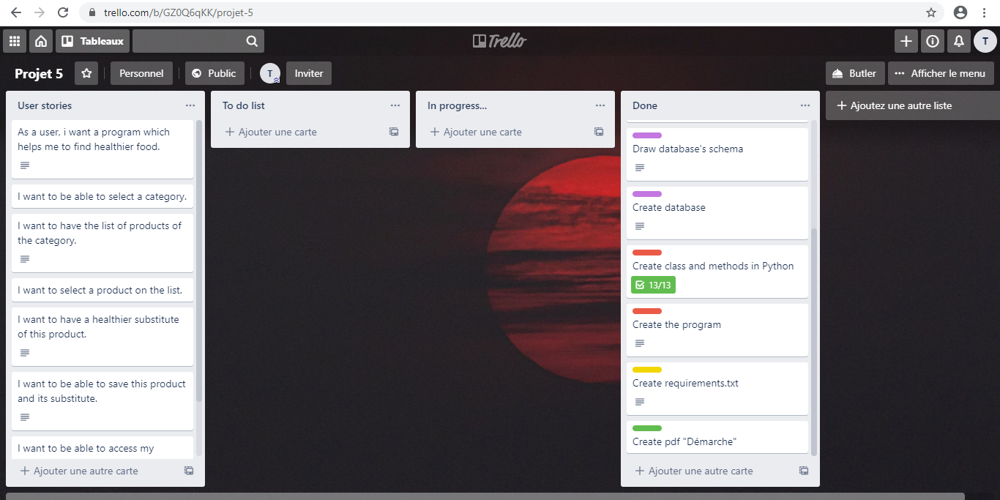 trello.com/b/GZ0Q6qKK/projet-5
Tableaux
Trello
T
Projet 5
Personnel
Public
T
Inviter
Butler
Afficher le menu
User stories
As a user, i want a program which
helps me to find healthier food.
I want to be able to select a category.
I want to have the list of products of
the category.
I want to select a product on the list.
I want to have a healthier substitute
of this product.
I want to be able to save this product
and its substitute.
I want to be able to access my
Ajouter une autre carte
To do list
Ajouter une carte
In progress...
Ajouter une carte
Done
Draw database's schema
Create database
Create class and methods in Python
13/13
Create the program
Create requirements.txt
Create pdf "Démarche"
Ajouter une autre carte
Ajoutez une autre liste